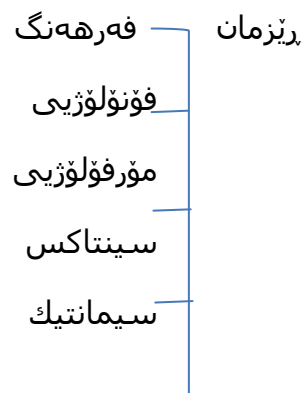 ڕێزمان
فەرهەنگ
فۆنۆلۆژیی
مۆرفۆلۆژیی
سینتاکس
سیمانتیك